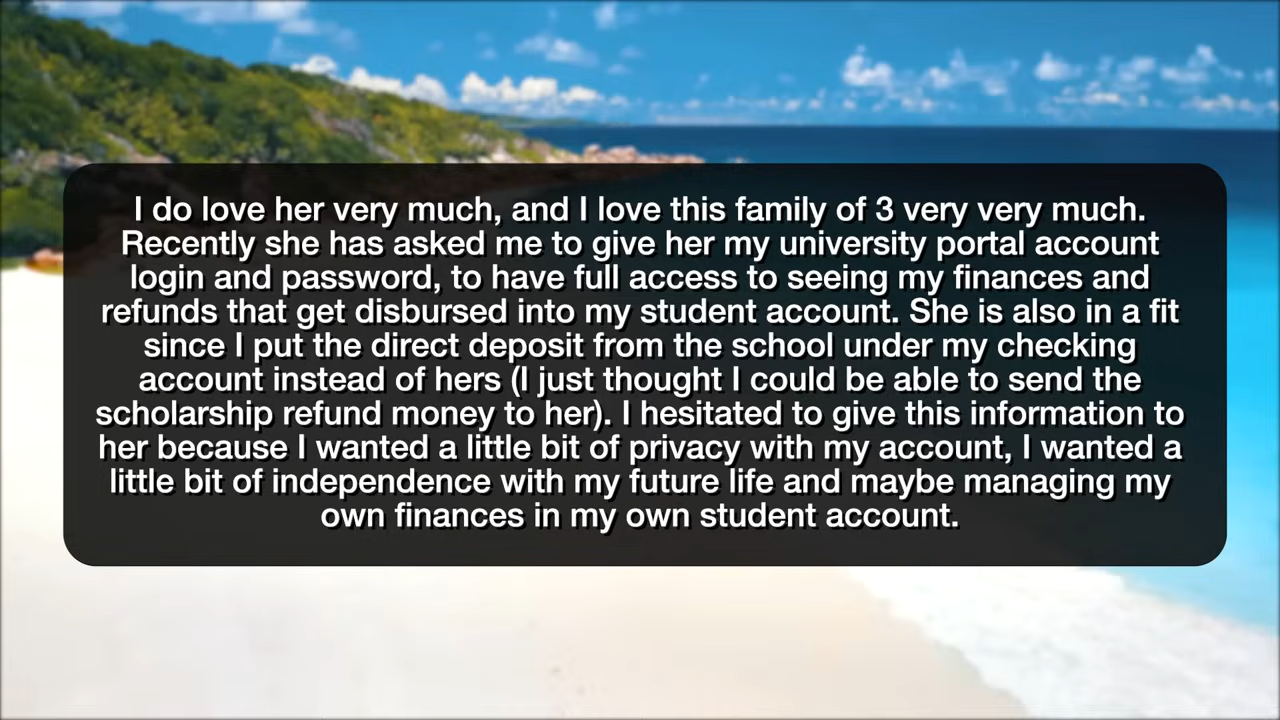 I do love her very much, and I love this family of 3 very very much.
Recently she has asked me to give her my university portal account
login and password, to have full access to seeing my finances and
refunds that get disbursed into my student account. She is also in a fit
since I put the direct deposit from the school under my checking
account instead of hers (I just thought I could be able to send the
scholarship refund money to her). I hesitated to give this information to
her because I wanted a little bit of privacy with my account, I wanted a
little bit of independence with my future life and maybe managing my
own finances in my own student account.